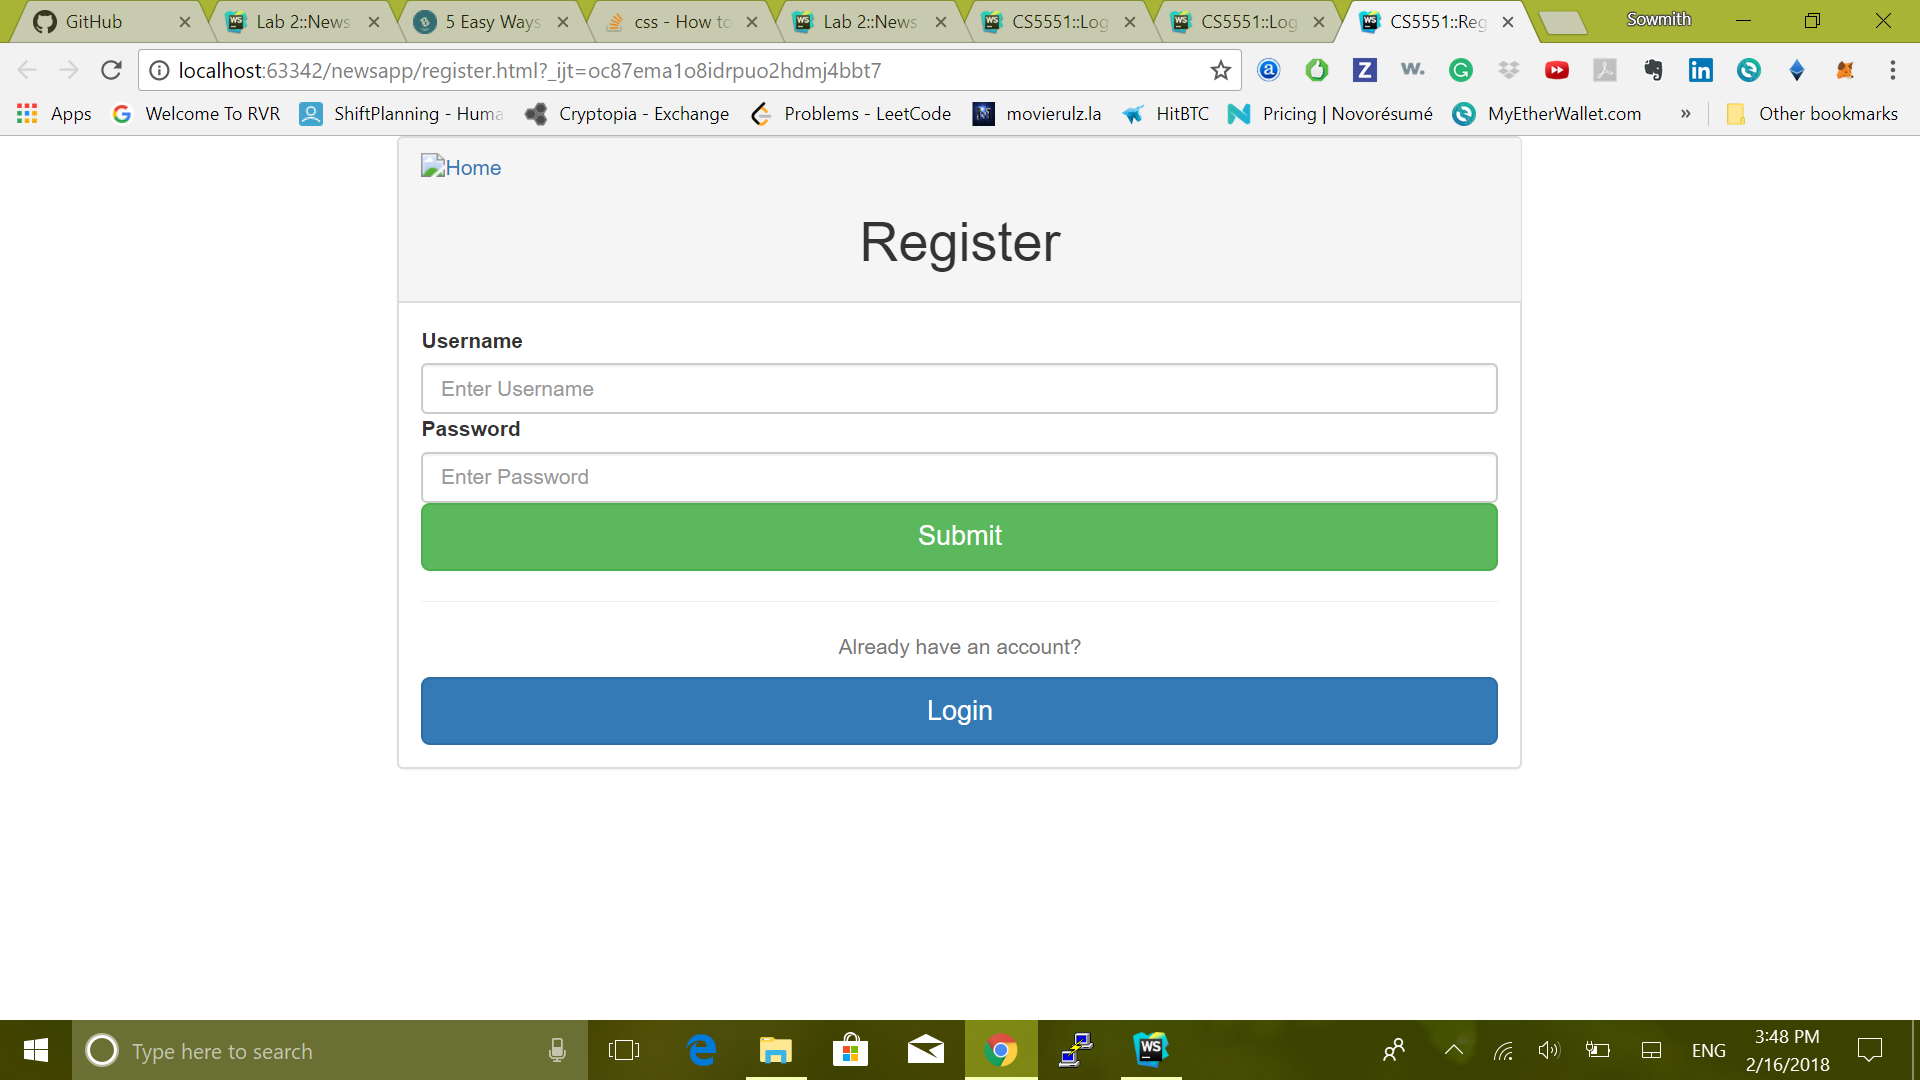 GitHub
Lab 2::News
5 Easy Ways
css - How to
Lab 2::News
CS5551::Log
CS5551::Log
CS5551::Reg
Sowmith
localhost:63342/newsapp/register.html?_ijt=oc87ema1o8idrpuo2hdmj4bbt7
Apps
Welcome To RVR
ShiftPlanning - Huma
Cryptopia - Exchange
Problems - LeetCode
movierulz.la
HitBTC
Pricing | Novorésumé
MyEtherWallet.com
»
Other bookmarks
Home
Register
Username
Enter Username
Password
Enter Password
Submit
Already have an account?
Login
Type here to search
WS
ENG
3:48 PM
2/16/2018